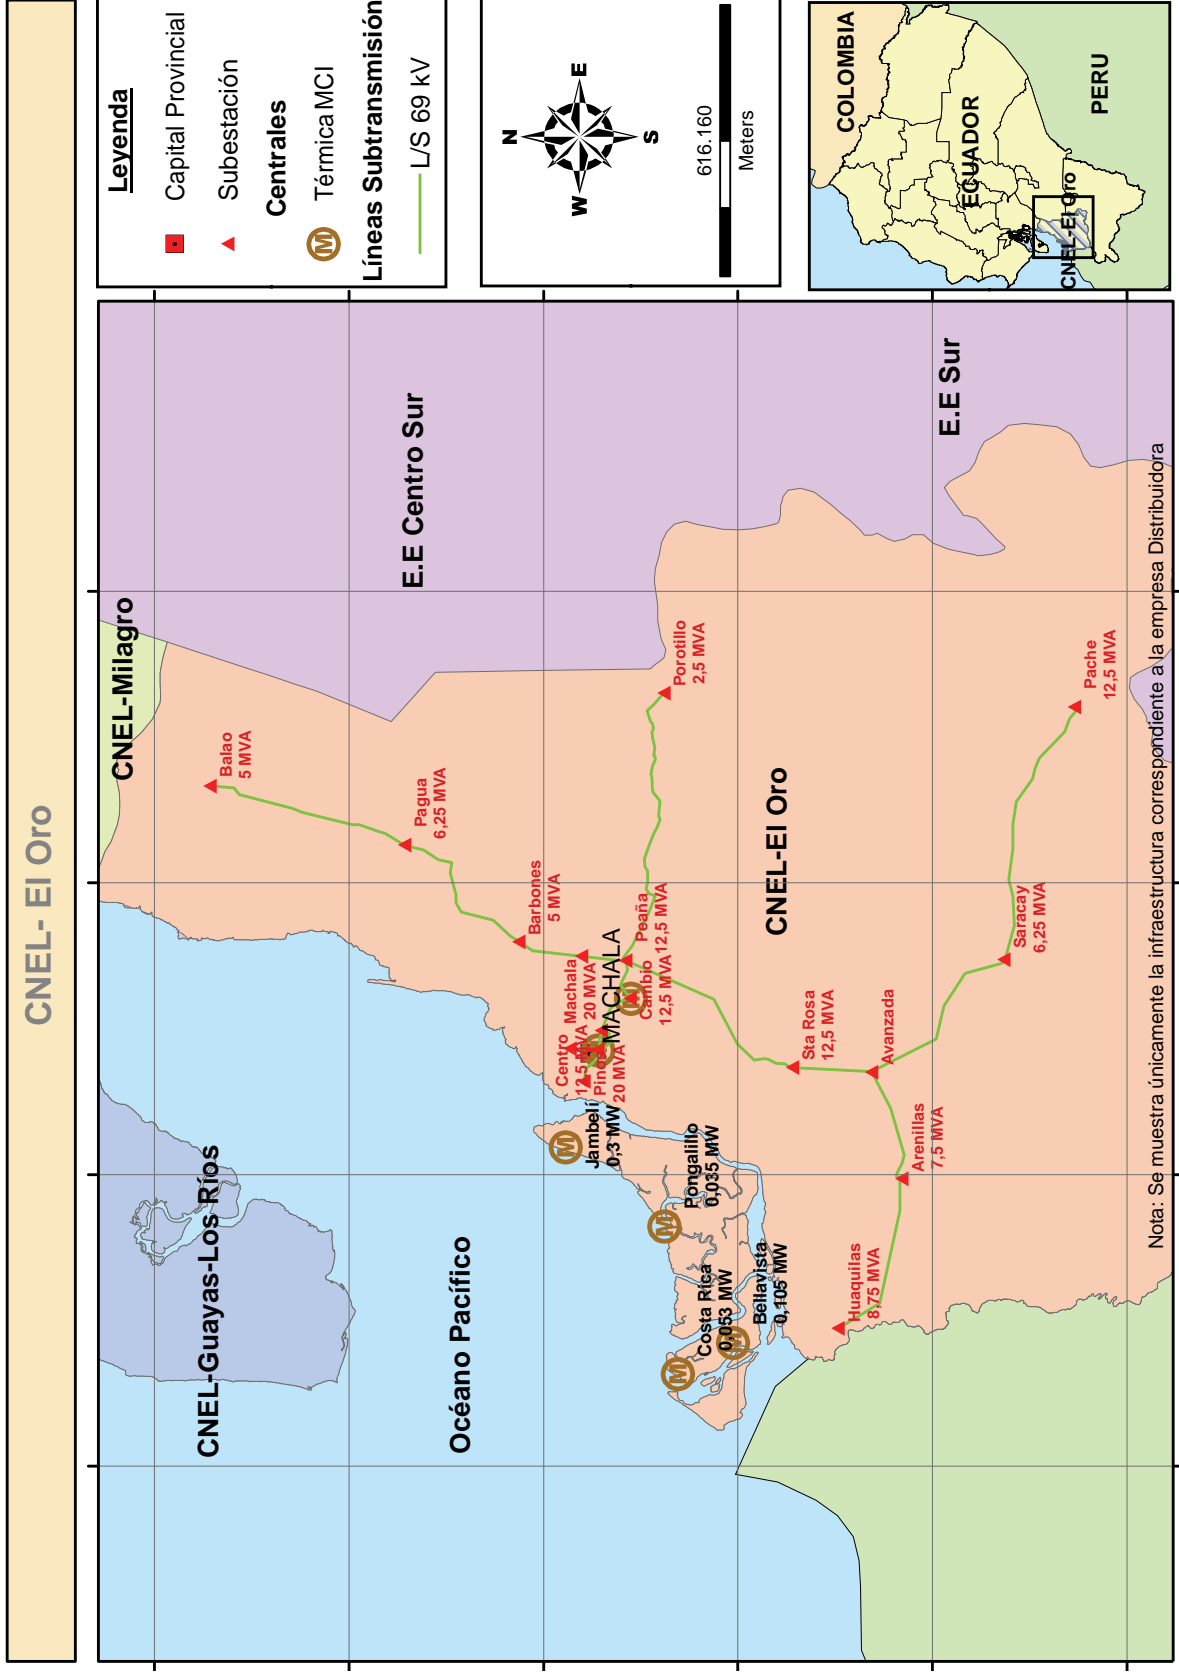 CNEL- El Oro
Leyenda
Capital Provincial
Subestación
Centrales
Térmica MCI
Líneas Subtransmisión
L/S 69 kV
N
E
S
W
616.160
Meters
COLOMBIA
ECUADOR
PERU
CNEL-El Oro
CNEL-Milagro
E.E Centro Sur
E.E Sur
CNEL-Guayas-Los Ríos
Océano Pacífico
CNEL-El Oro
Balao
5 MVA
Pagua
6,25 MVA
Barbones
5 MVA
Porotillo
2,5 MVA
Machala
20 MVA
Centro
12,5 MVA
MACHALA
Peaña
12,5 MVA
Cambio
12,5 MVA
20 MVA
Jambelí
0,3 MW
Pongalillo
0,035 MW
Costa Rica
0,053 MW
Bellavista
0,105 MW
Sta Rosa
12,5 MVA
Avanzada
Arenillas
7,5 MVA
Huaquilas
8,75 MVA
Saracay
6,25 MVA
Pache
12,5 MVA
Nota: Se muestra únicamente la infraestructura correspondiente a la empresa Distribuidora